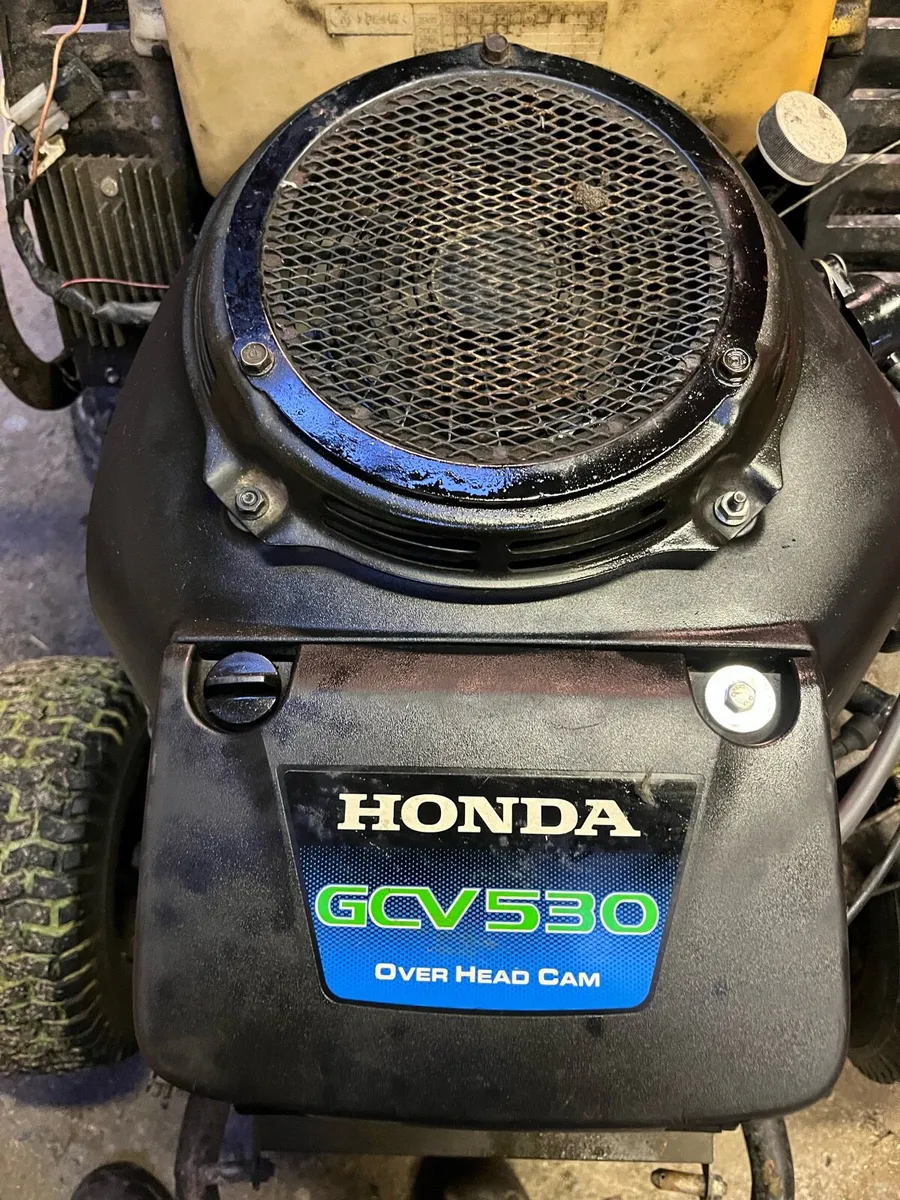 HONDA
GCV530
OVER HEAD CAM